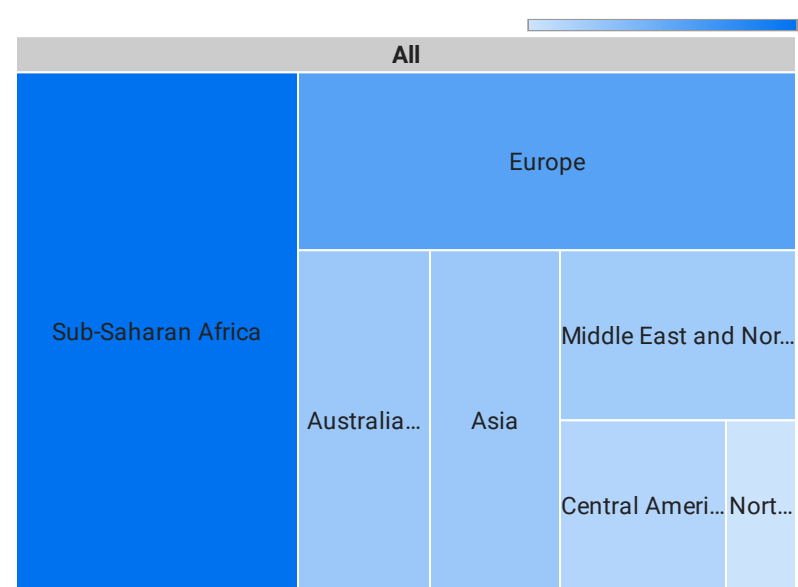 All
Europe
Sub-Saharan Africa
Middle East and Nor...
Australia...
Asia
Central Ameri...
Nort...